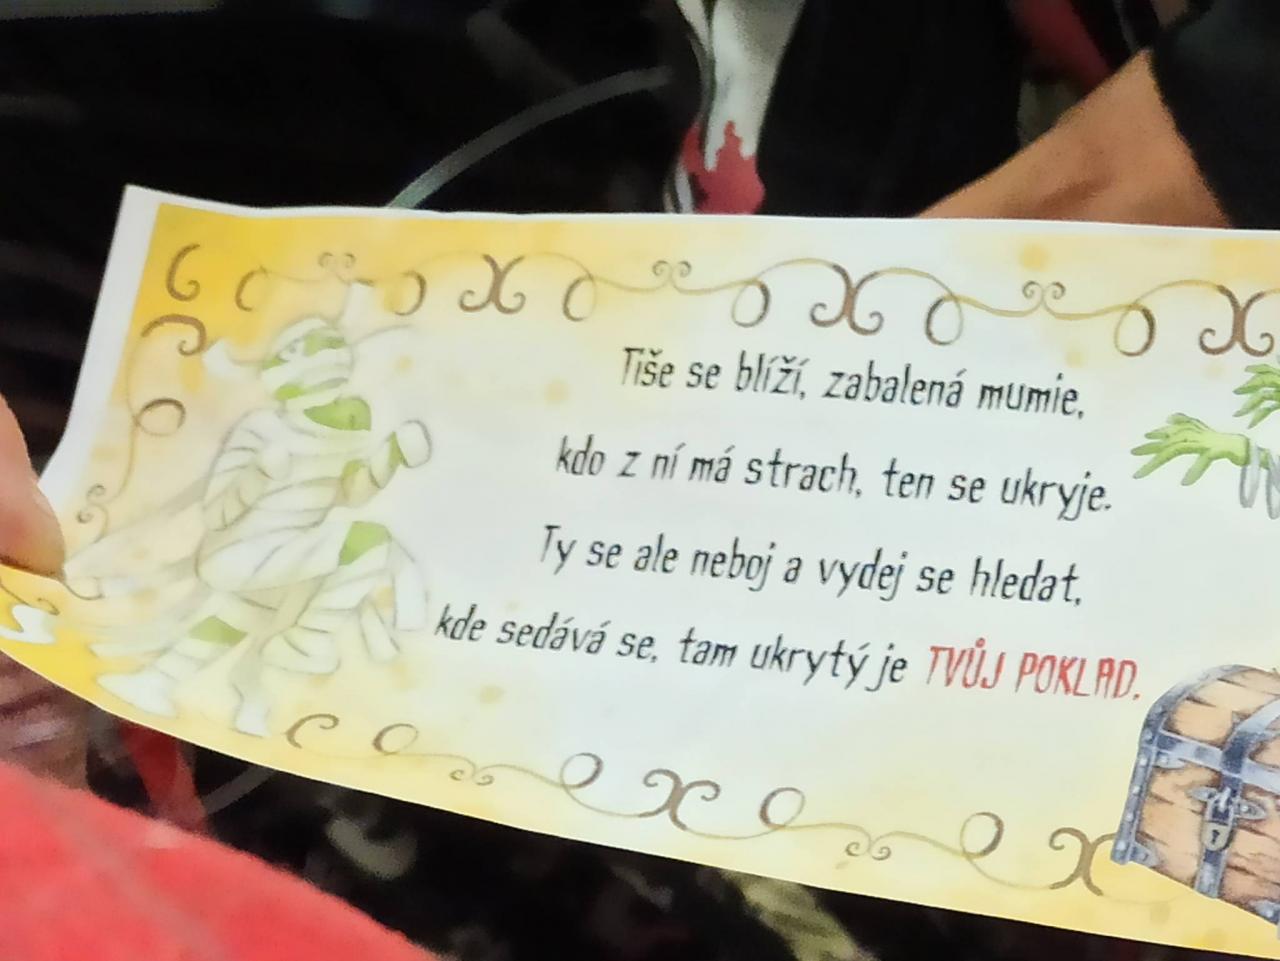 Tiše se blíží, zabalená mumie,
kdo z ní má strach, ten se ukryje.
Ty se ale neboj a vydej se hledat,
kde sedává se, tam ukrytý je TVŮJ POKLAD.